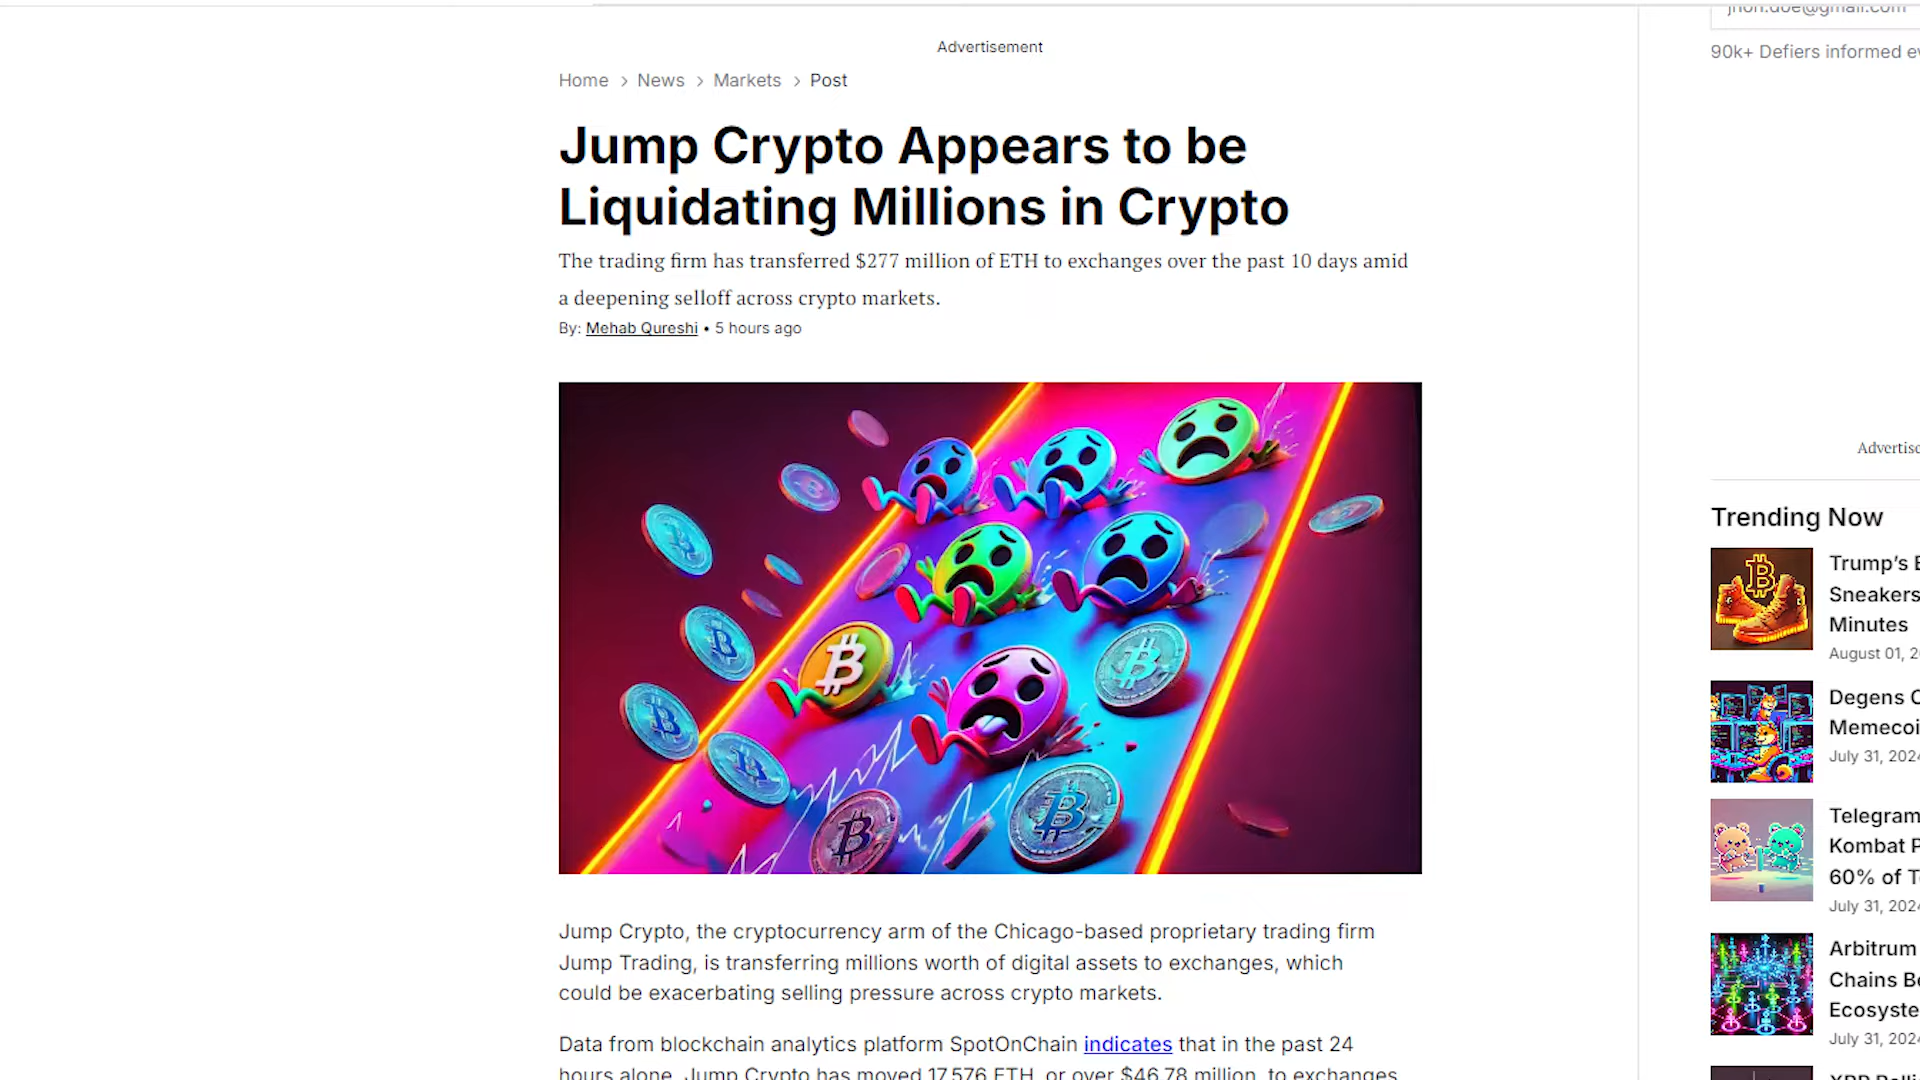 jhon.doe@gmail.com
Advertisement
90k+ Defiers informed
Home > News > Markets > Post
Jump Crypto Appears to be
Liquidating Millions in Crypto
The trading firm has transferred $277 million of ETH to exchanges over the past 10 days amid
a deepening selloff across crypto markets.
By: Mehab Qureshi • 5 hours ago
Jump Crypto, the cryptocurrency arm of the Chicago-based proprietary trading firm
Jump Trading, is transferring millions worth of digital assets to exchanges, which
could be exacerbating selling pressure across crypto markets.
Data from blockchain analytics platform SpotOnChain indicates that in the past 24
hours alone, Jump Crypto has moved 17,576 ETH, or over $46.78 million, to exchanges
Trending Now
Trump's
Sneakers
Minutes
August 01,
Degens
Memecoi
July 31, 2024
Telegram
Kombat
60% of
July 31, 2024
Arbitrum
Chains
Ecosyste
July 31, 2024